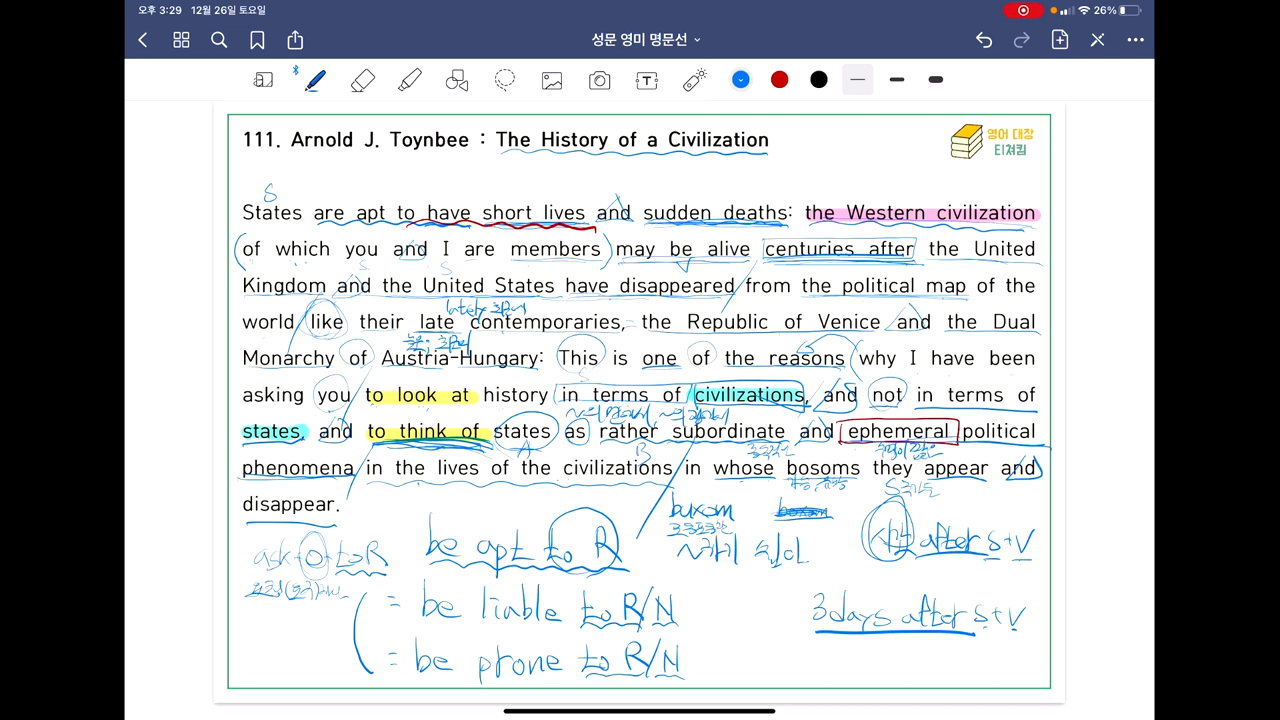 오후 3:29 12월 26일 토요일
26%
성문 영미 명문선
111. Arnold J. Toynbee : The History of a Civilization
영어 대장
티쳐킴
S
States are apt to have short lives and sudden deaths: the Western civilization
of which you and I are members may be alive centuries after the United
Kingdom and the United States have disappeared from the political map of the
world like their late contemporaries, the Republic of Venice and the Dual
Monarchy of Austria-Hungary: This is one of the reasons why I have been
asking you to look at history in terms of civilizations, and not in terms of
states, and to think of states as rather subordinate and ephemeral political
A B
phenomena in the lives of the civilizations in whose bosoms they appear and
disappear.
buxom
ask + O + to R
be apt to R
~하기 쉽다
시간 after S+V
= be liable to R/N
3days after S+V
= be prone to R/N